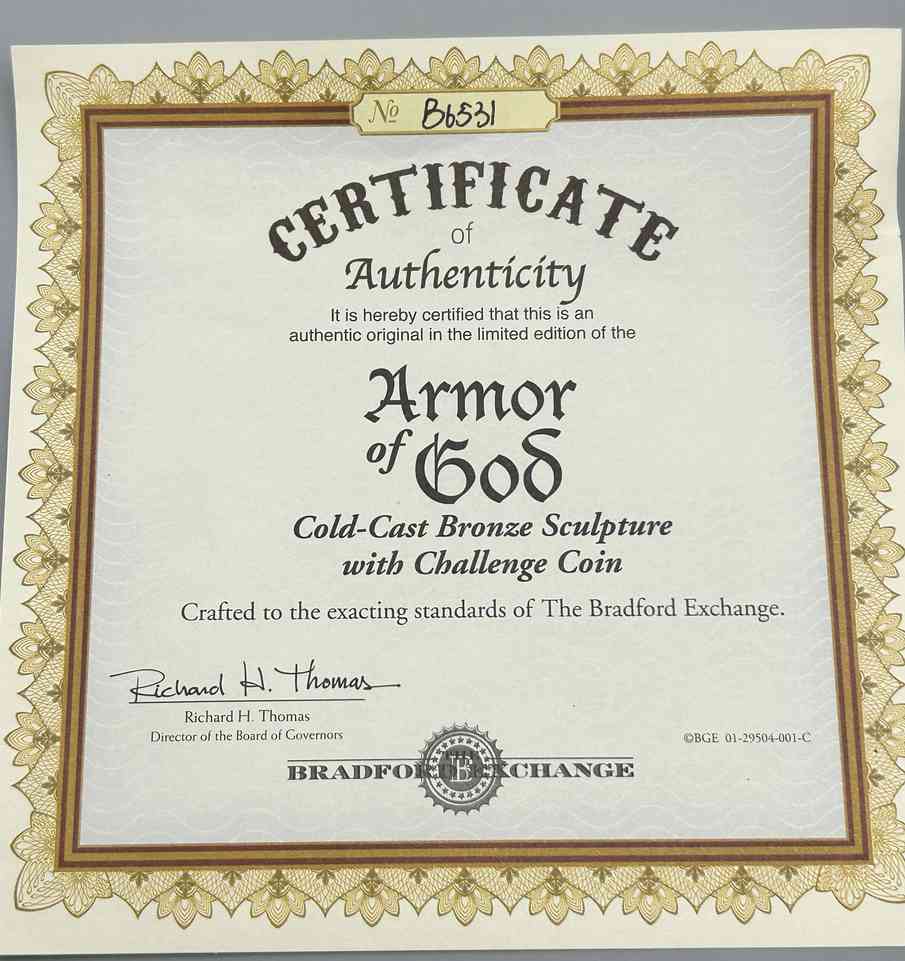 No B6531
CERTIFICATE
of
Authenticity
It is hereby certified that this is an
authentic original in the limited edition of the
Armor
of God
Cold-Cast Bronze Sculpture
with Challenge Coin
Crafted to the exacting standards of The Bradford Exchange.
Richard H. Thomas
Richard H. Thomas
Director of the Board of Governors
©BGE 01-29504-001-C
THE
BRADFORD EXCHANGE
B